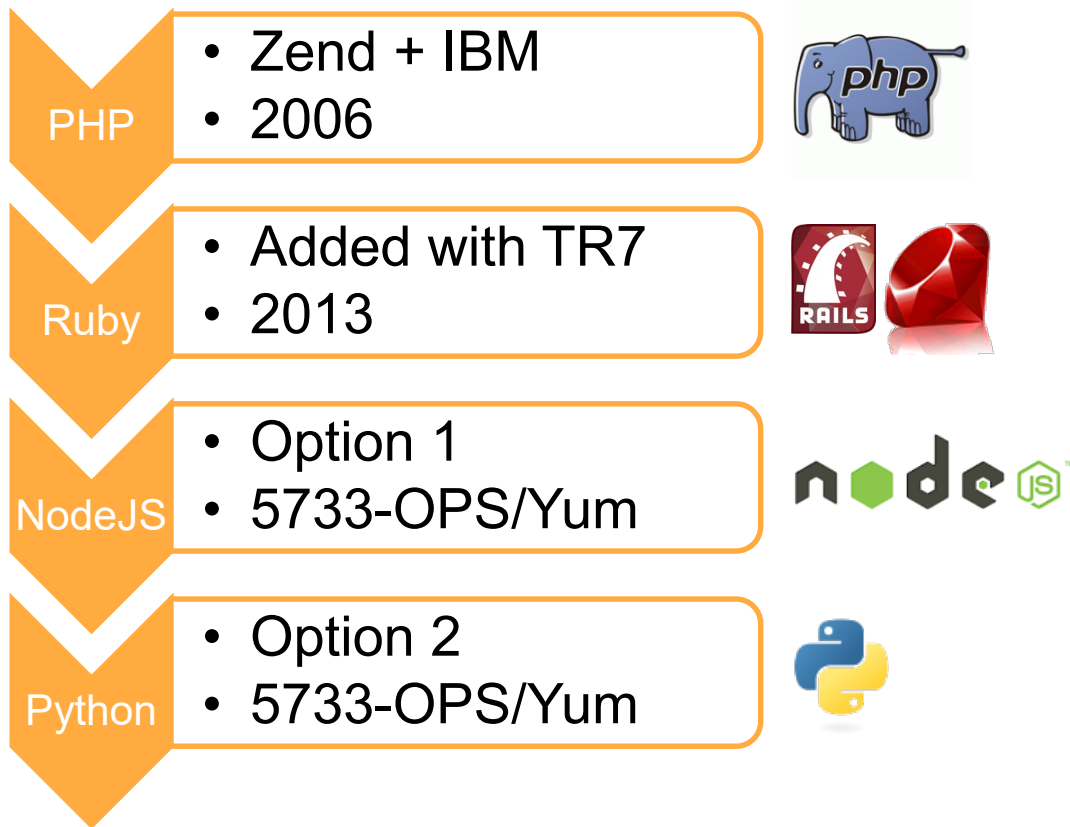 PHP
• Zend + IBM
• 2006
php
Ruby
• Added with TR7
• 2013
RAILS
NodeJS
• Option 1
• 5733-OPS/Yum
node JS
Python
• Option 2
• 5733-OPS/Yum